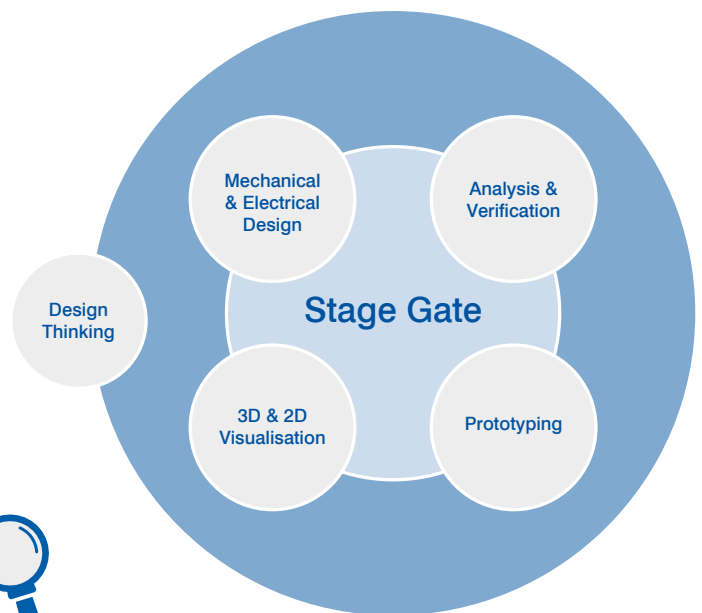 Mechanical
& Electrical
Design
Analysis &
Verification
Design
Thinking
Stage Gate
3D & 2D
Visualisation
Prototyping